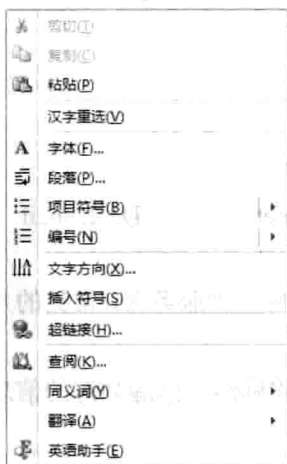 剪切(T)
复制(C)
粘贴(P)
汉字重选(V)
字体(F)...
段落(P)...
项目符号(B)
编号(N)
文字方向(X)...
插入符号(S)
超链接(H)...
查阅(K)...
同义词(Y)
翻译(A)
英语助手(E)